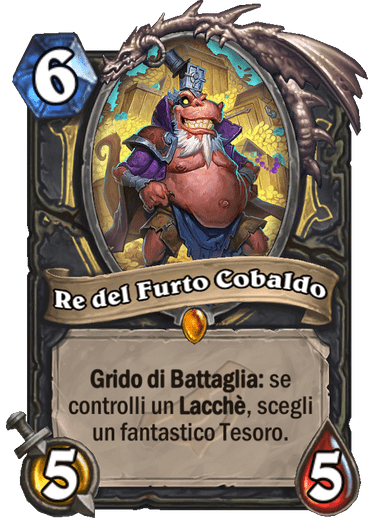 6
Re del Furto Cobaldo
Grido di Battaglia: se
controlli un Lacchè, scegli
un fantastico Tesoro.
5
5